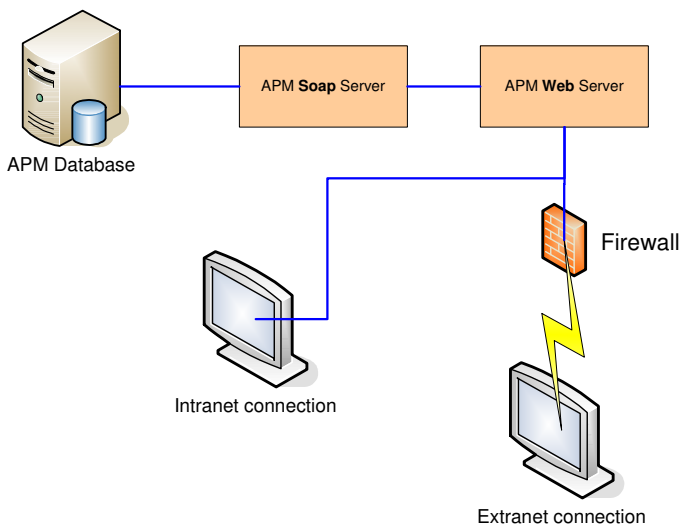 APM Soap Server
APM Web Server
APM Database
Firewall
Intranet connection
Extranet connection